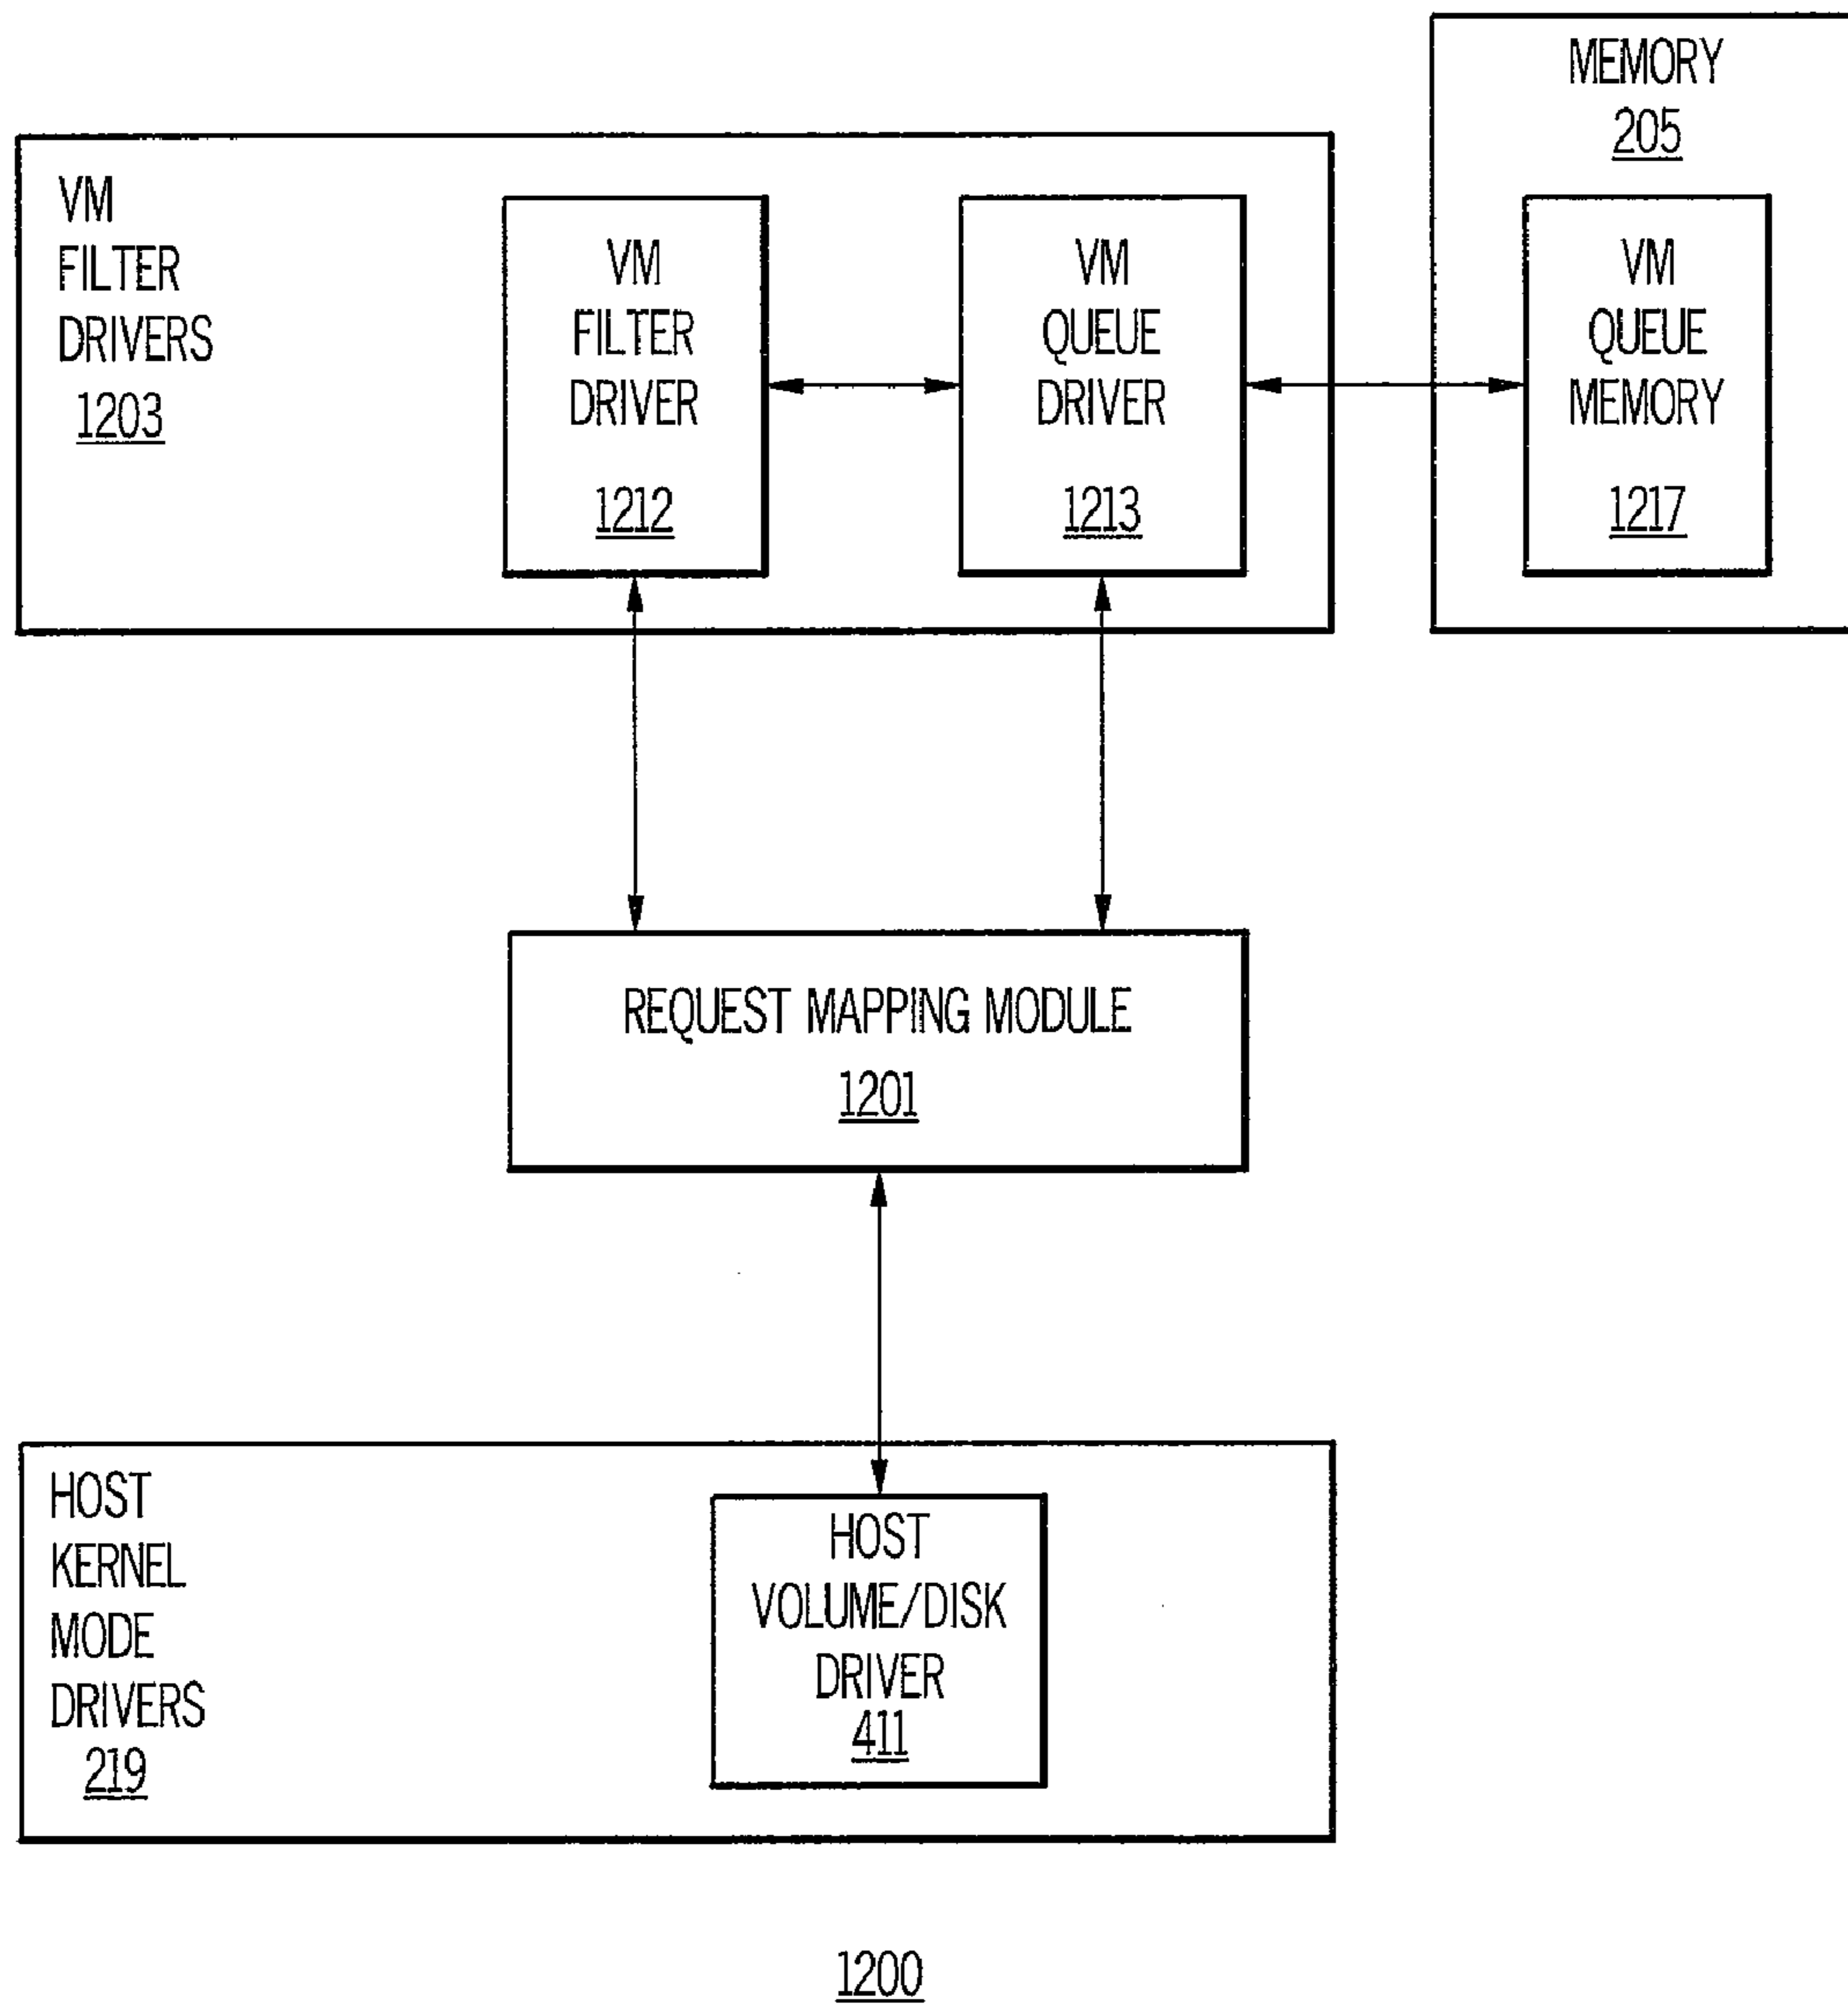 MEMORY
205
VM
FILTER
DRIVERS
1203
VM
FILTER
DRIVER
1212
VM
QUEUE
DRIVER
1213
VM
QUEUE
MEMORY
1217
REQUEST MAPPING MODULE
1201
HOST
KERNEL
MODE
DRIVERS
219
HOST
VOLUME/DISK
DRIVER
411
1200